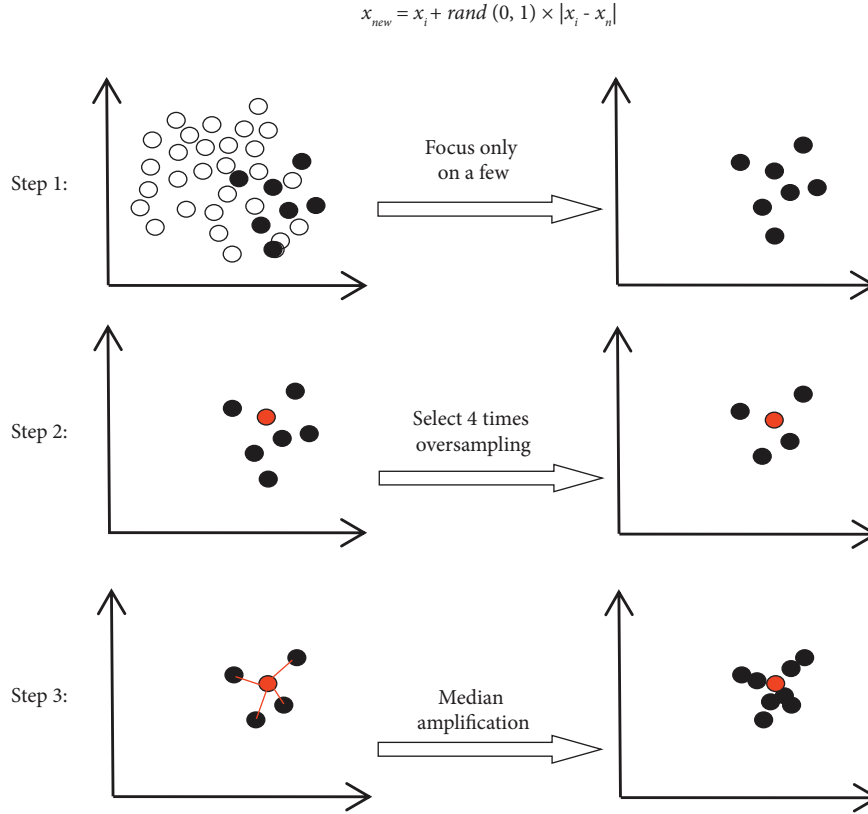 x_new = x_i + rand (0, 1) × |x_i - x_n|
Step 1:
Focus only
on a few
Step 2:
Select 4 times
oversampling
Step 3:
Median
amplification